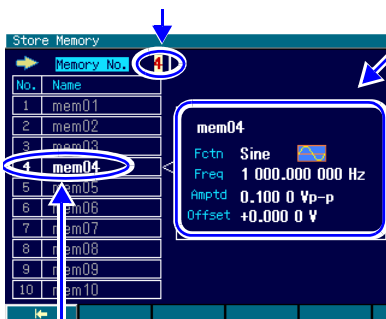 Store Memory
Memory No. 4
No. Name
1 mem01
2 mem02
3 mem03
4 mem04
5 mem05
6 mem06
7 mem07
8 mem08
9 mem09
10 mem10
mem04
Fctn Sine
Freq 1 000.000 000 Hz
Amptd 0.100 0 Vp-p
Offset +0.000 0 V